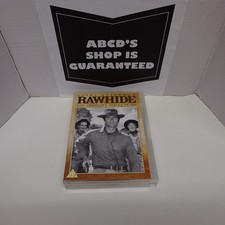 ABCD'S
SHOP IS
GUARANTEED
RAWHIDE